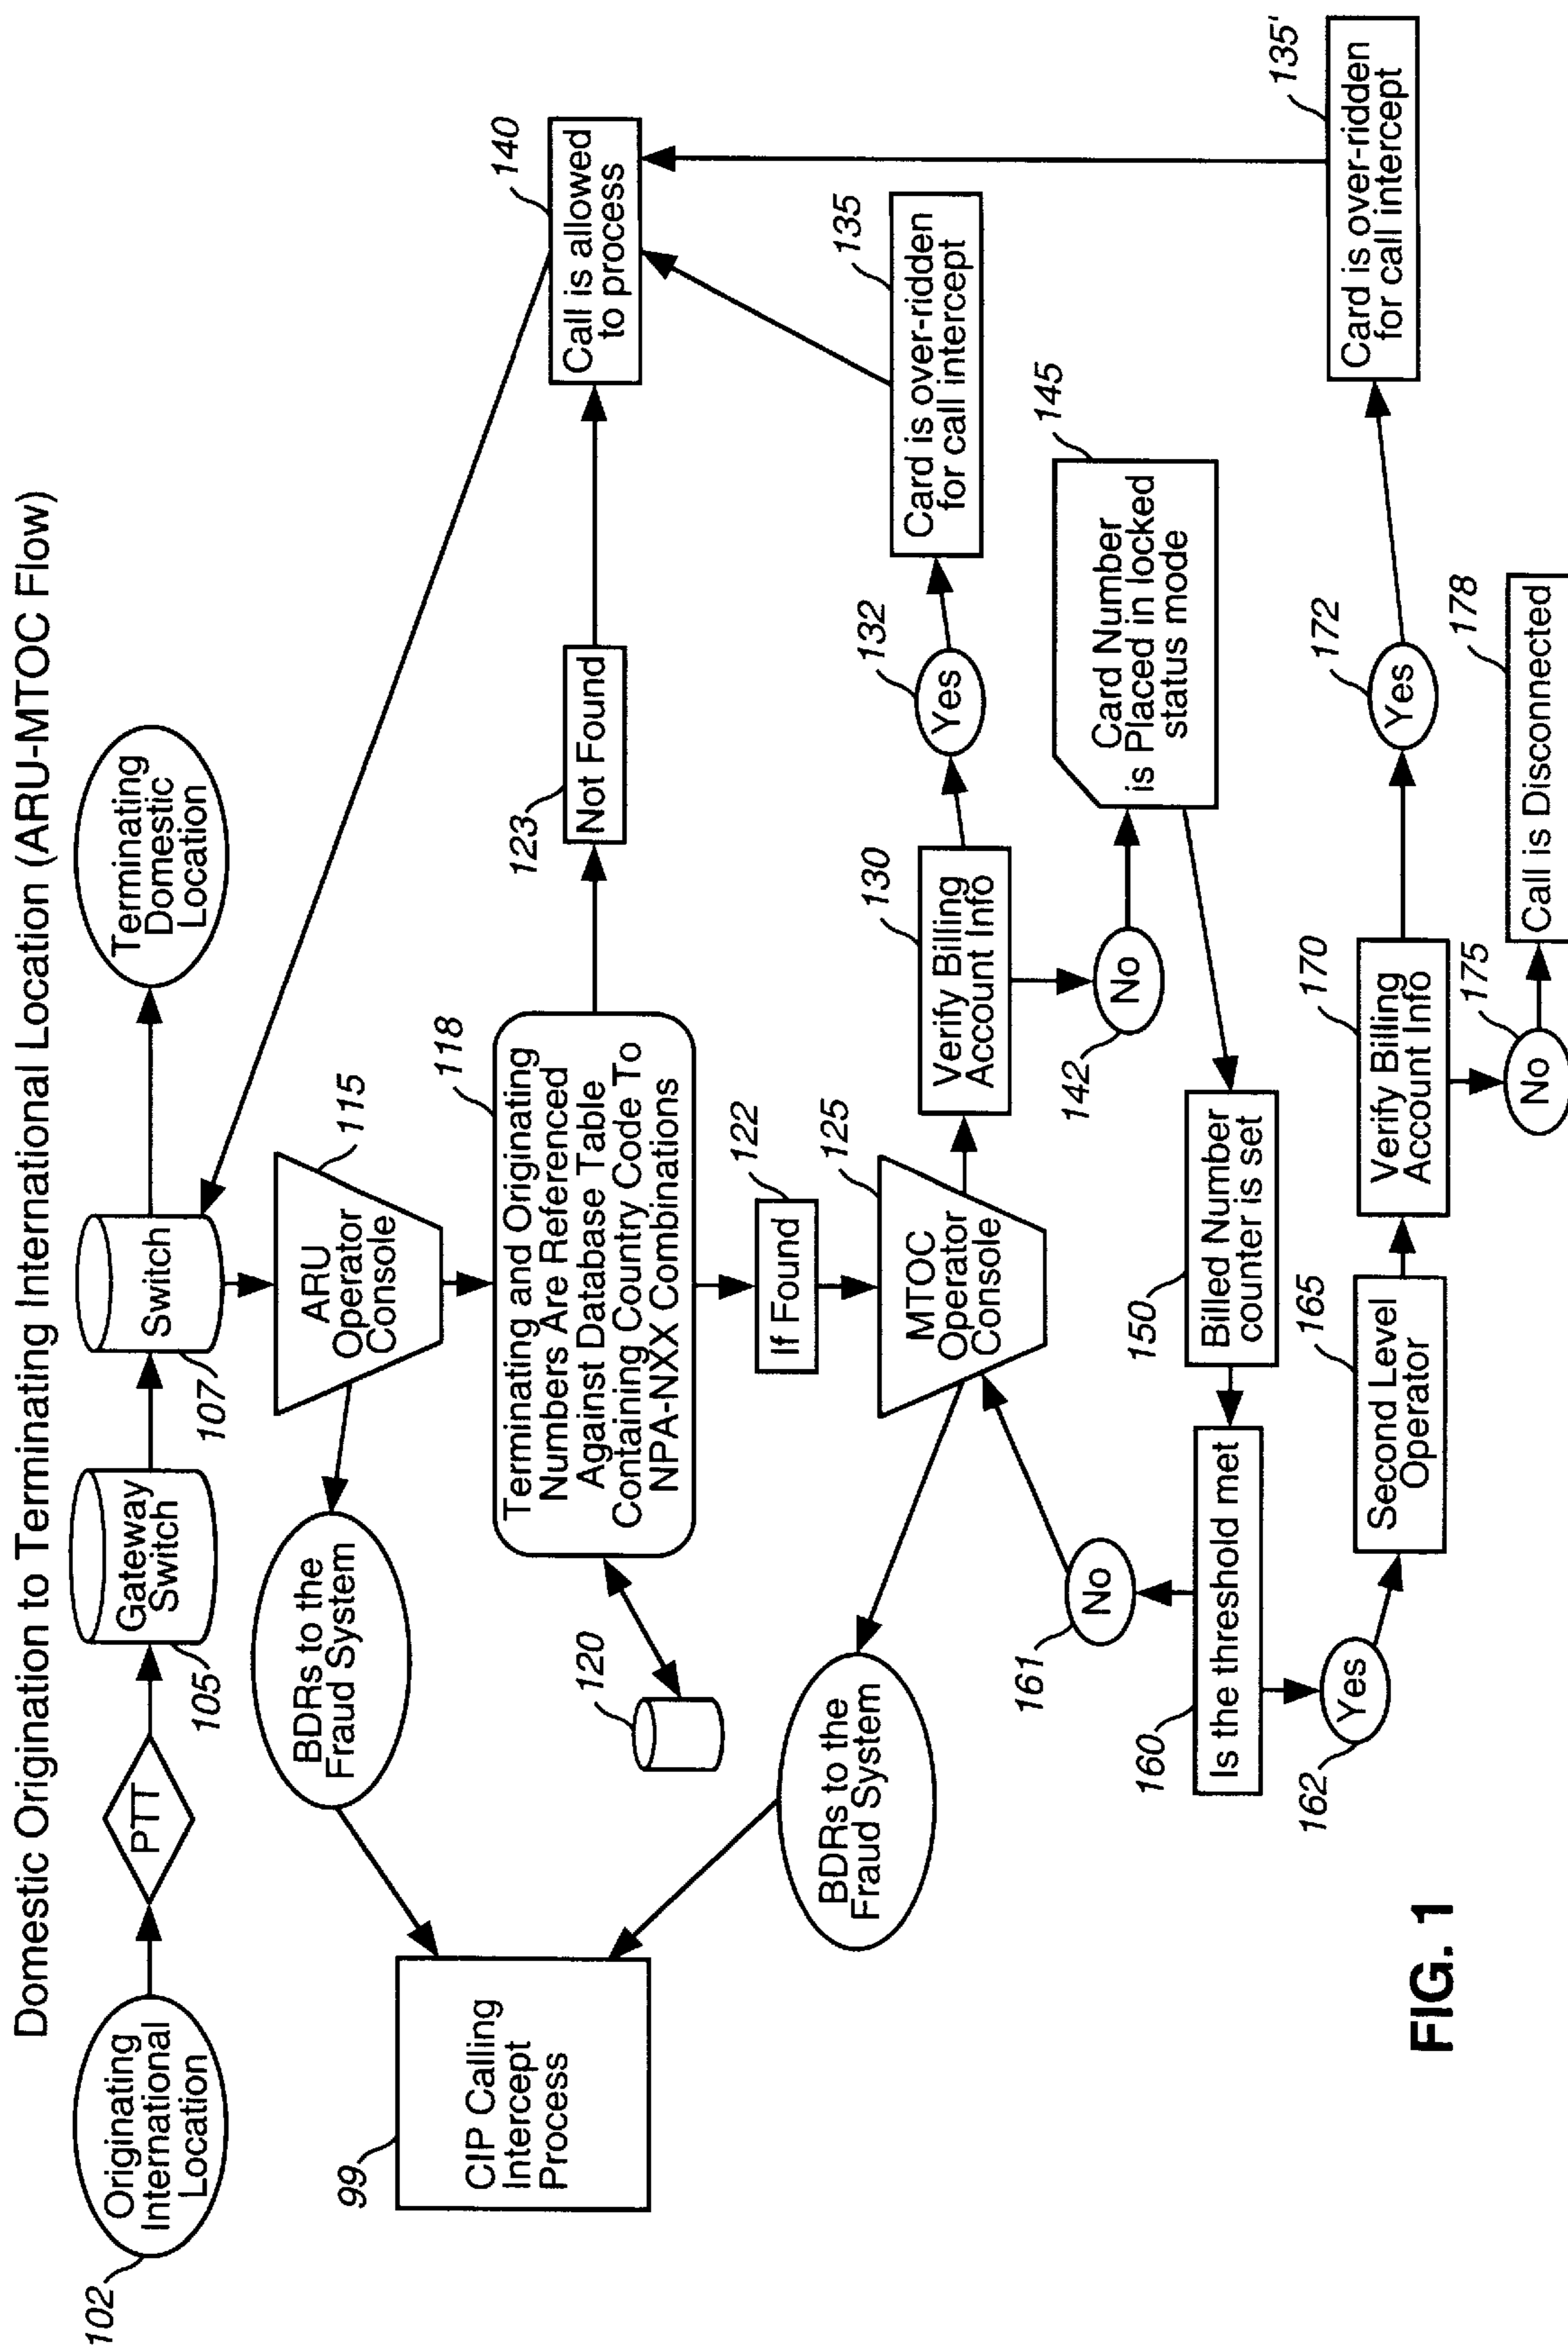 Domestic Origination to Terminating International Location (ARU-MTOC Flow)
102
Originating
International
Location
PTT
105
Gateway
Switch
107
Switch
Terminating
Domestic
Location
115
ARU
Operator
Console
BDRs to the
Fraud System
99
CIP Calling
Intercept
Process
118
Terminating and Originating
Numbers Are Referenced
Against Database Table
Containing Country Code To
NPA-NXX Combinations
120
123
Not Found
140
Call is allowed
to process
122
If Found
125
MTOC
Operator
Console
BDRs to the
Fraud System
130
Verify Billing
Account Info
132
Yes
135
Card is over-ridden
for call intercept
142
No
145
Card Number
is Placed in locked
status mode
150
Billed Number
counter is set
160
Is the threshold met
161
No
162
Yes
165
Second Level
Operator
170
Verify Billing
Account Info
172
Yes
135'
Card is over-ridden
for call intercept
175
No
178
Call is Disconnected
FIG. 1